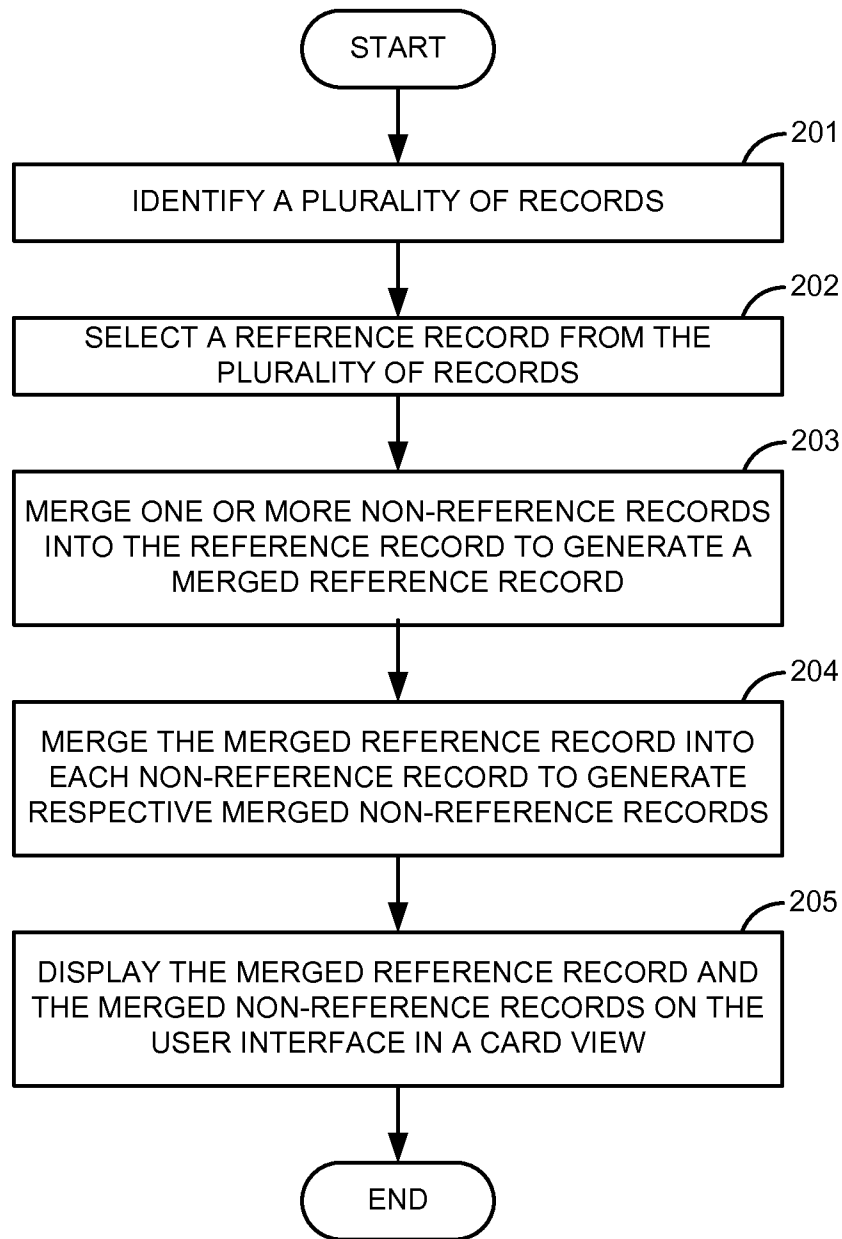 START
201
IDENTIFY A PLURALITY OF RECORDS
202
SELECT A REFERENCE RECORD FROM THE
PLURALITY OF RECORDS
203
MERGE ONE OR MORE NON-REFERENCE RECORDS
INTO THE REFERENCE RECORD TO GENERATE A
MERGED REFERENCE RECORD
204
MERGE THE MERGED REFERENCE RECORD INTO
EACH NON-REFERENCE RECORD TO GENERATE
RESPECTIVE MERGED NON-REFERENCE RECORDS
205
DISPLAY THE MERGED REFERENCE RECORD AND
THE MERGED NON-REFERENCE RECORDS ON THE
USER INTERFACE IN A CARD VIEW
END